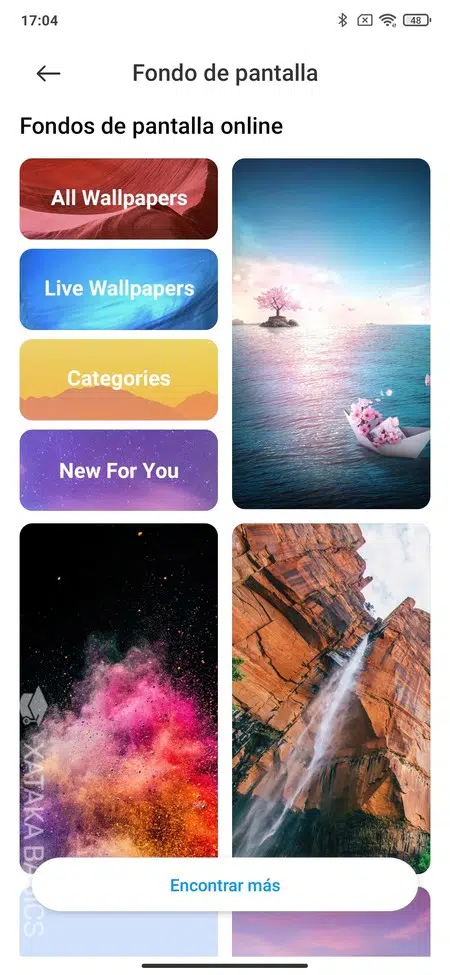 17:04
48
Fondo de pantalla
Fondos de pantalla online
All Wallpapers
Live Wallpapers
Categories
New For You
XATAKA BASICS
Encontrar más